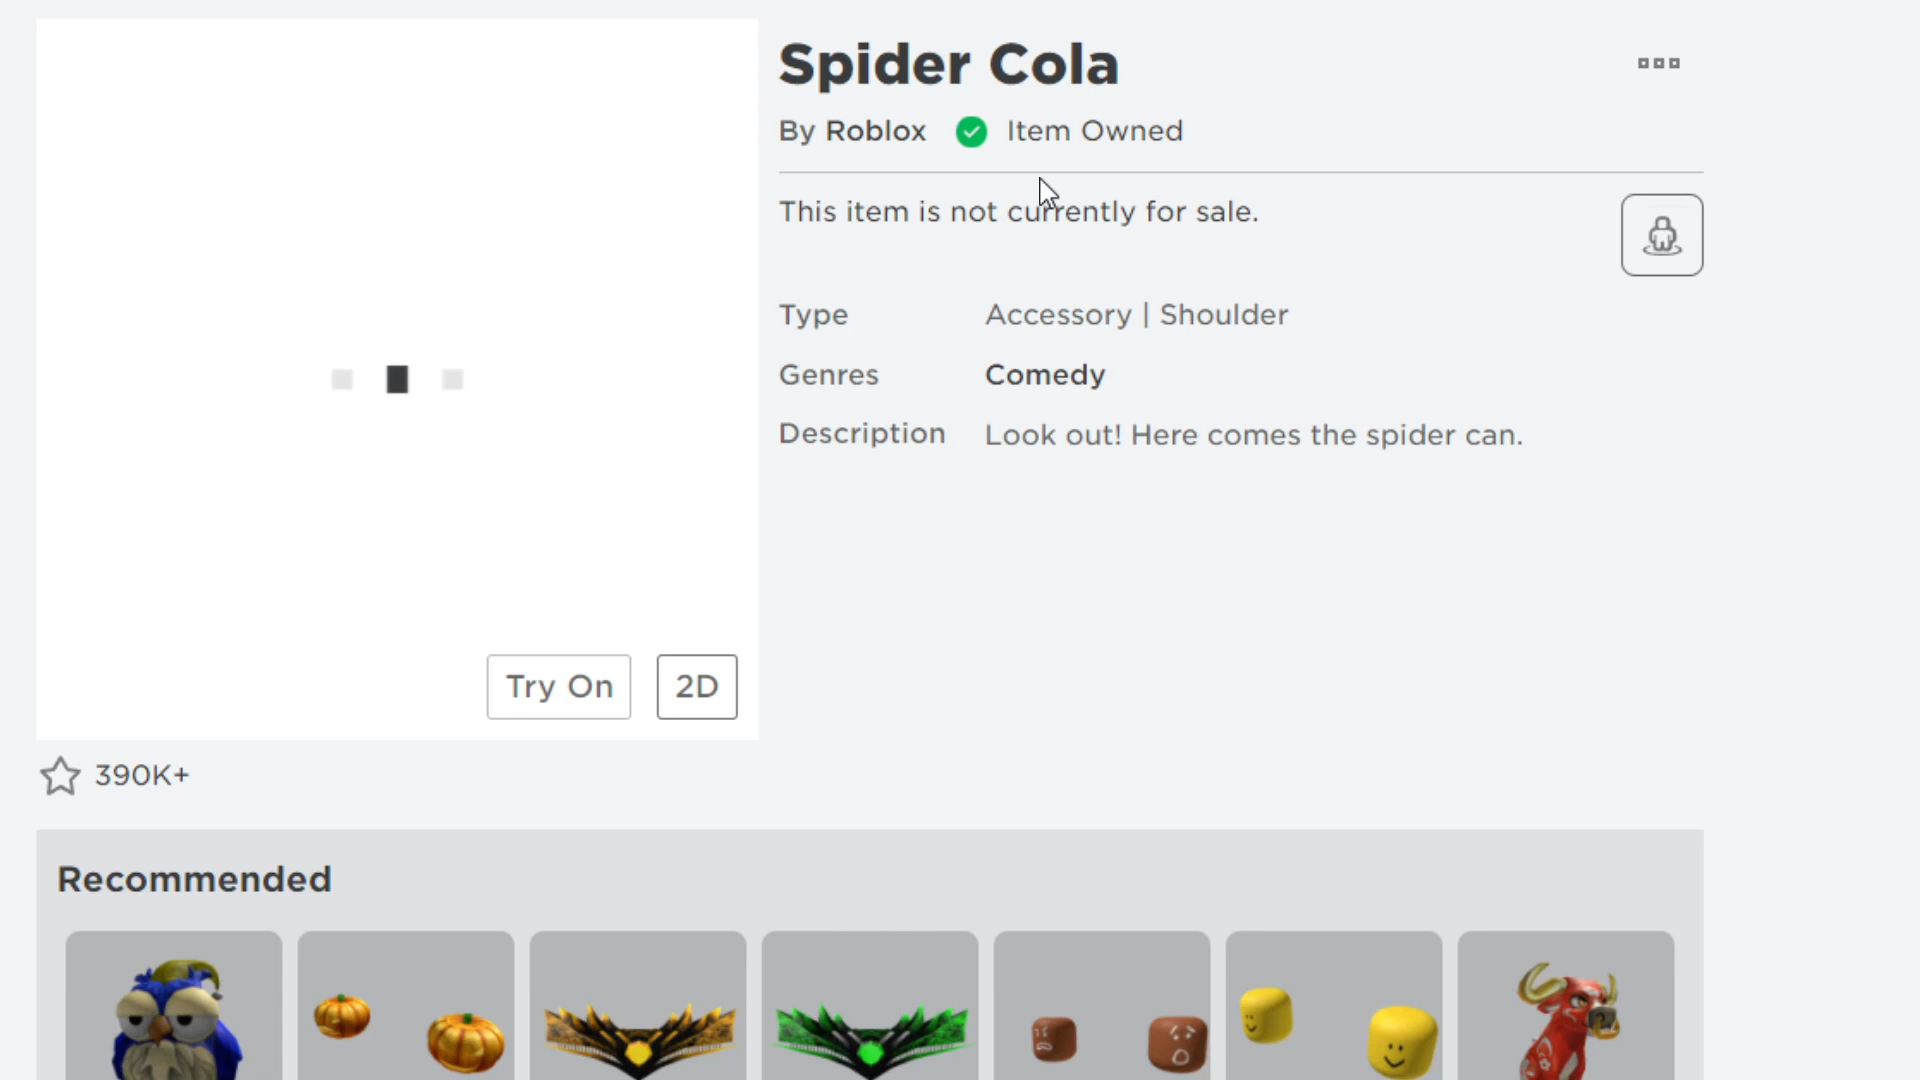 Spider Cola
By Roblox Item Owned
This item is not currently for sale.
Type Accessory | Shoulder
Genres Comedy
Description Look out! Here comes the spider can.
Try On 2D
390K+
Recommended